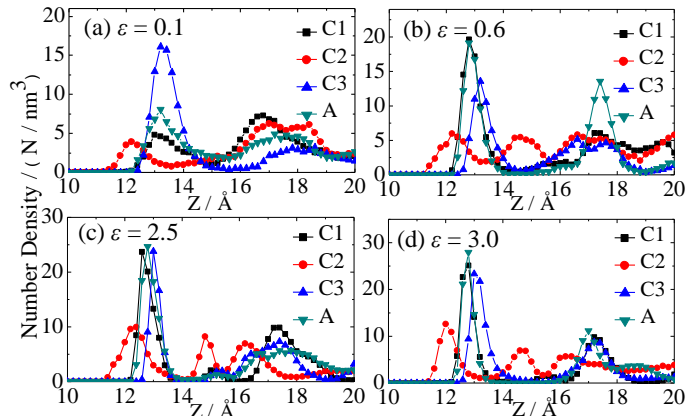 Number Density / ( N / nm³ )
(a) ε = 0.1
C1
C2
C3
A
20
15
10
5
0
10 12 14 16 18 20
Z / Å
(b) ε = 0.6
C1
C2
C3
A
20
15
10
5
0
10 12 14 16 18 20
Z / Å
(c) ε = 2.5
C1
C2
C3
A
30
25
20
15
10
5
0
10 12 14 16 18 20
Z / Å
(d) ε = 3.0
C1
C2
C3
A
30
20
10
0
10 12 14 16 18 20
Z / Å